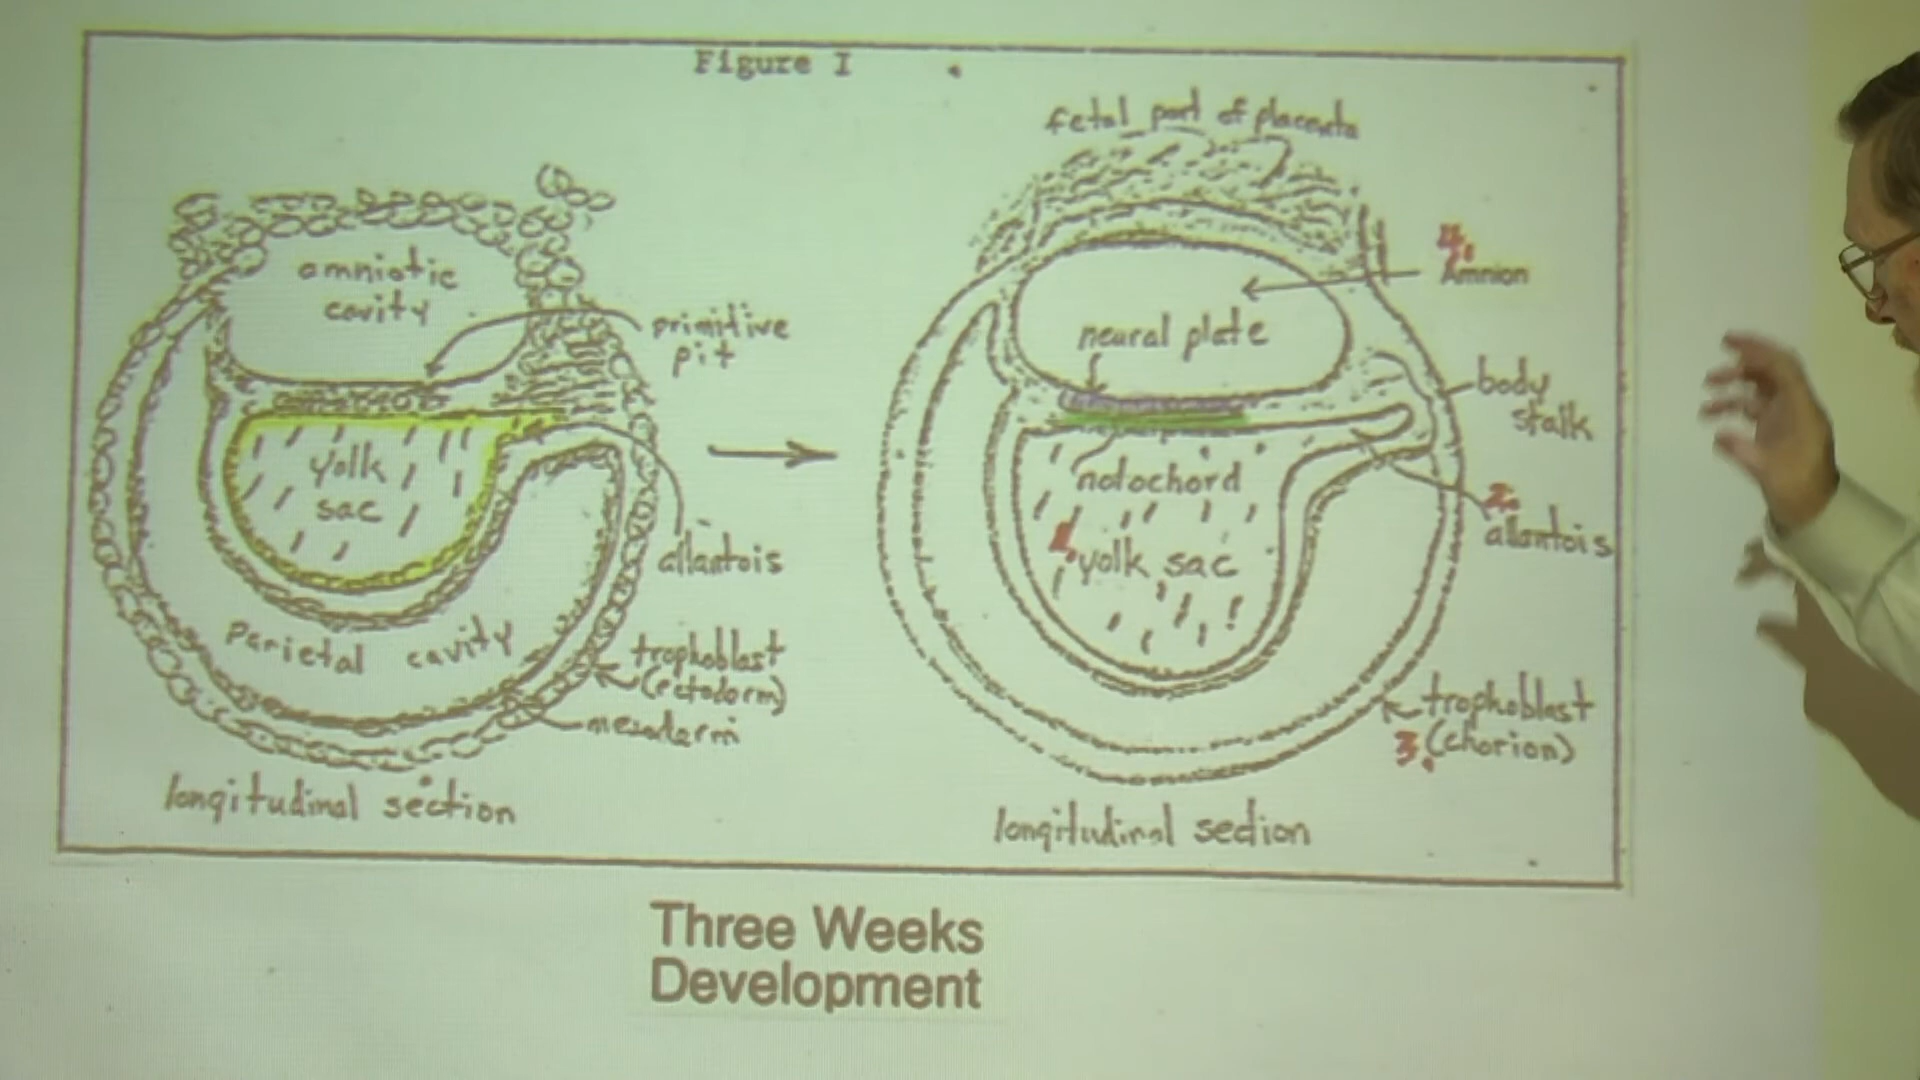 Figure I
amniotic
cavity
primitive
pit
yolk
sac
allantois
parietal cavity
trophoblast
(ectoderm)
mesoderm
longitudinal section
fetal part of placenta
4.
Amnion
neural plate
body
stalk
notochord
2.
allantois
1.
yolk sac
trophoblast
3. (chorion)
longitudinal section
Three Weeks
Development